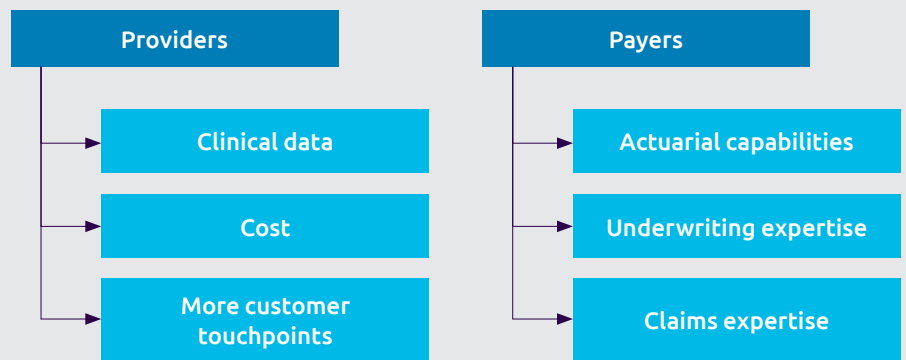 Providers
Clinical data
Cost
More customer
touchpoints
Payers
Actuarial capabilities
Underwriting expertise
Claims expertise